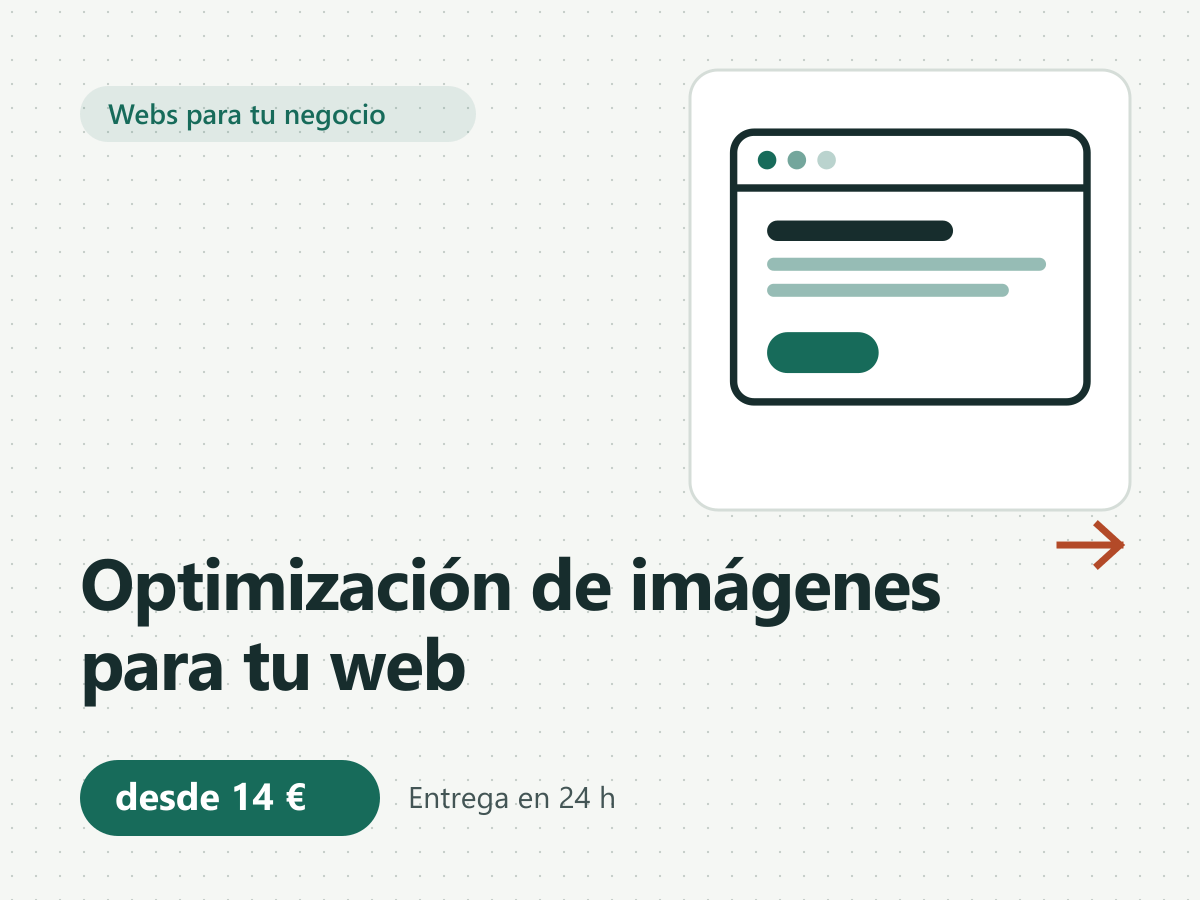 Webs para tu negocio
Optimización de imágenes
para tu web
desde 14 €
Entrega en 24 h